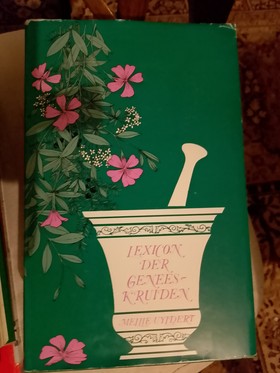 LEXICON
DER
GENEES-
KRUIDEN
MELLIE UYLDERT